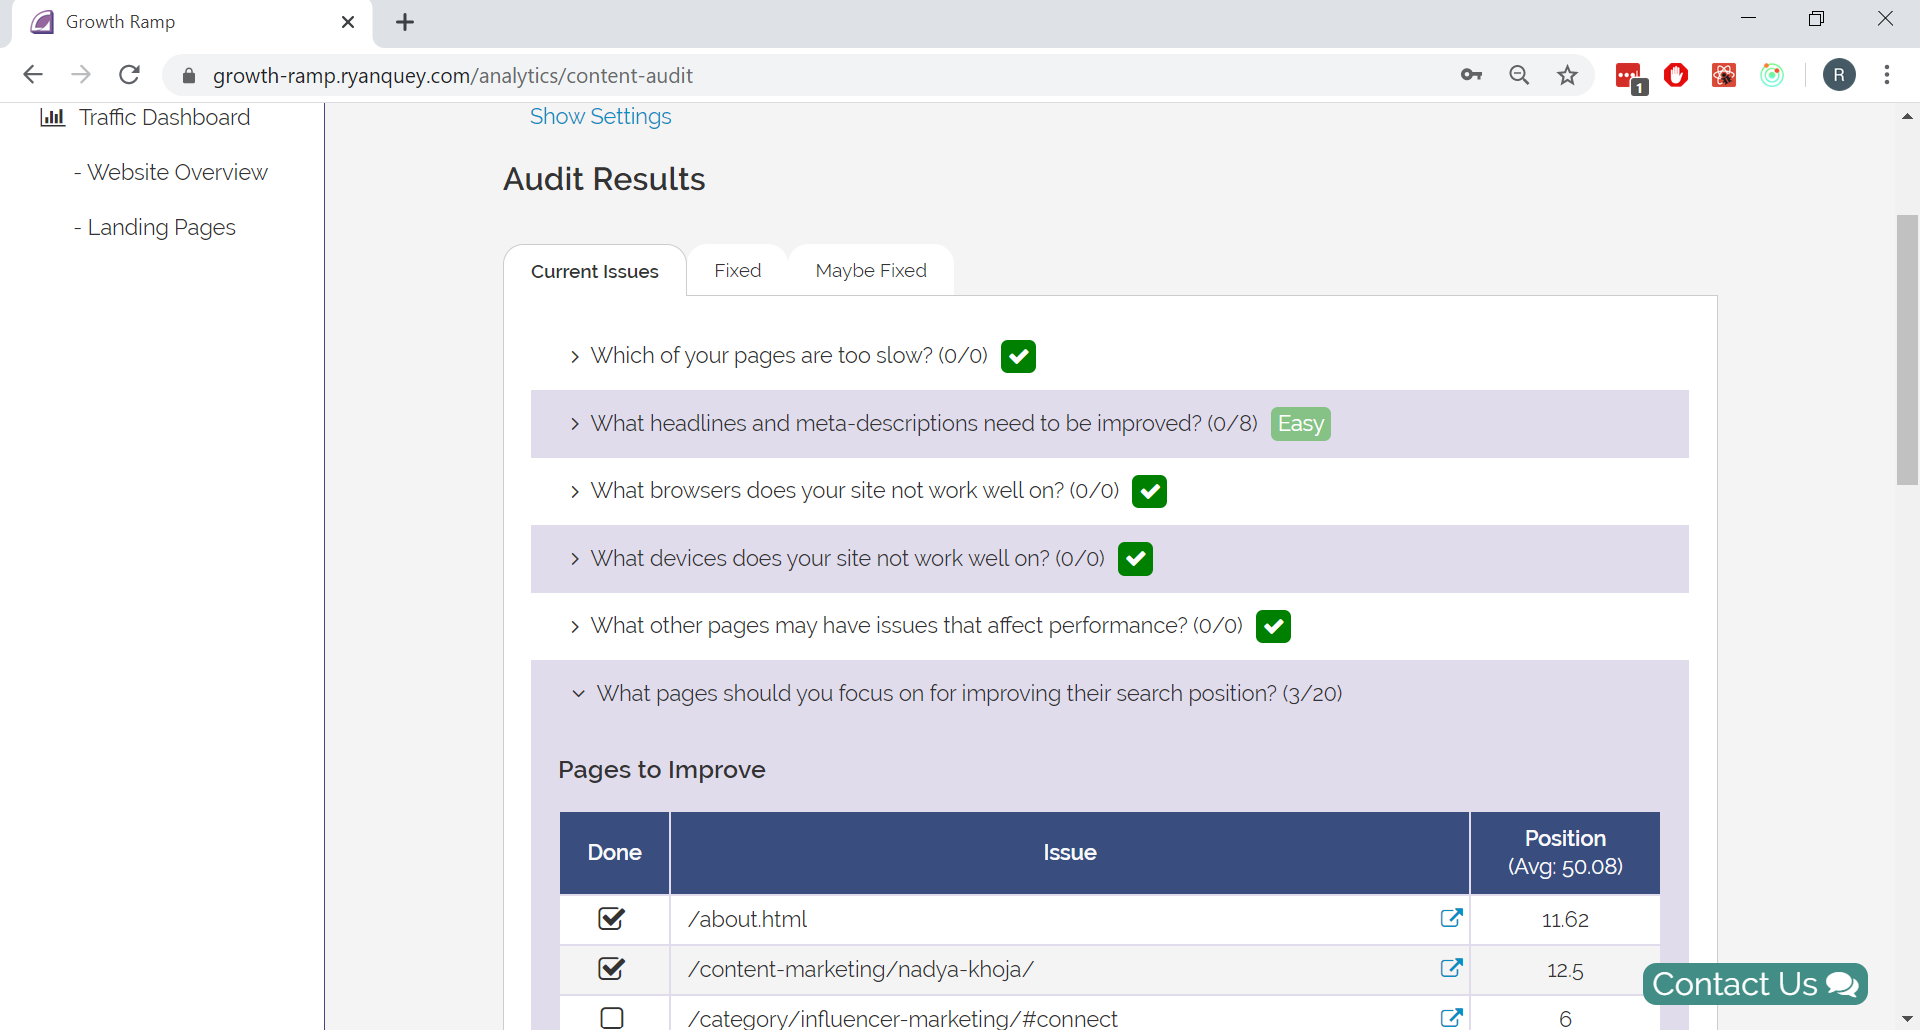 Growth Ramp
growth-ramp.ryanquey.com/analytics/content-audit
1
R
Traffic Dashboard
- Website Overview
- Landing Pages
Show Settings
Audit Results
Current Issues
Fixed
Maybe Fixed
Which of your pages are too slow? (0/0)
What headlines and meta-descriptions need to be improved? (0/8) Easy
What browsers does your site not work well on? (0/0)
What devices does your site not work well on? (0/0)
What other pages may have issues that affect performance? (0/0)
What pages should you focus on for improving their search position? (3/20)
Pages to Improve
Done
Issue
Position
(Avg: 50.08)
/about.html
11.62
/content-marketing/nadya-khoja/
12.5
/category/influencer-marketing/#connect
6
Contact Us